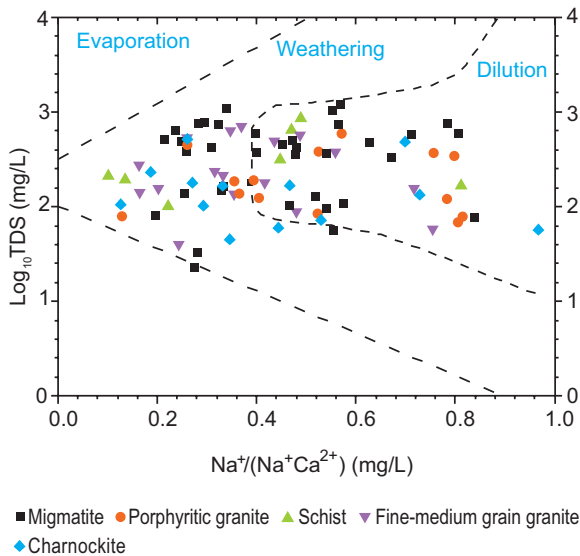 Evaporation
Weathering
Dilution
4 4
3 3
2 2
1 1
0 0
0.0 0.2 0.4 0.6 0.8 1.0
Log₁₀TDS (mg/L)
Na⁺/(Na⁺Ca²⁺) (mg/L)
Migmatite Porphyritic granite Schist Fine-medium grain granite
Charnockite